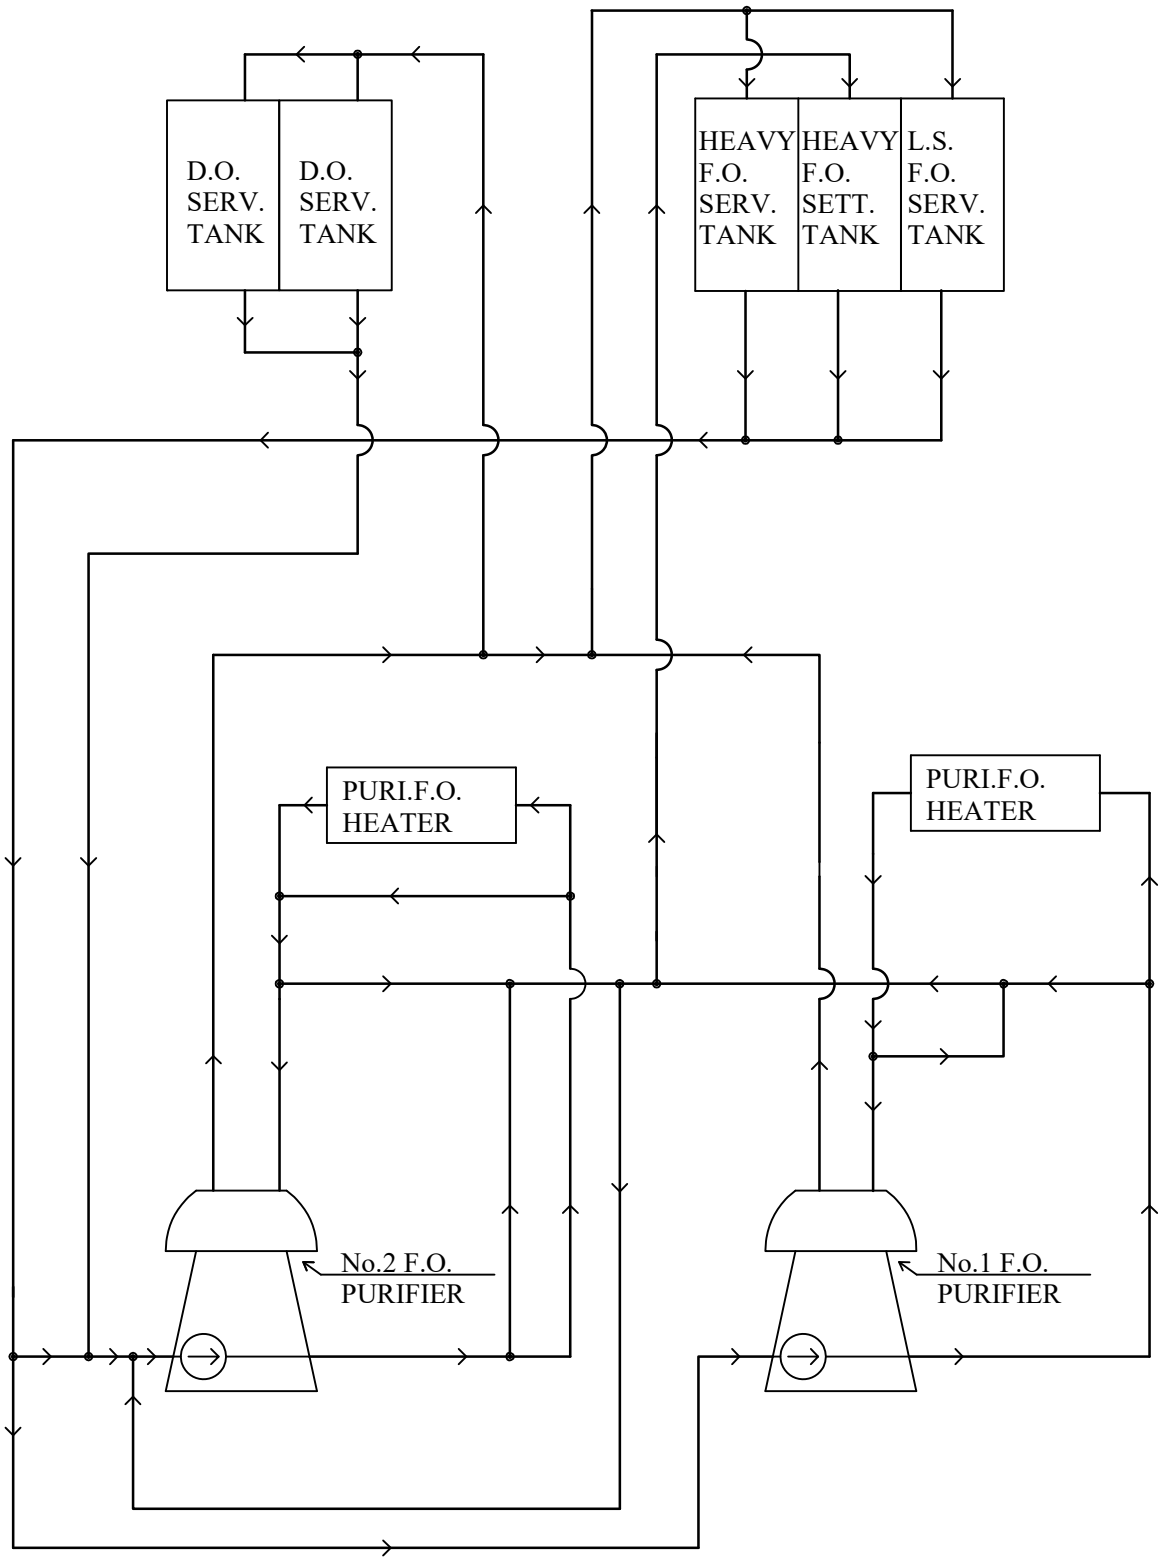 D.O.
SERV.
TANK
D.O.
SERV.
TANK
HEAVY
F.O.
SERV.
TANK
HEAVY
F.O.
SETT.
TANK
L.S.
F.O.
SERV.
TANK
PURI.F.O.
HEATER
PURI.F.O.
HEATER
No.2 F.O.
PURIFIER
No.1 F.O.
PURIFIER